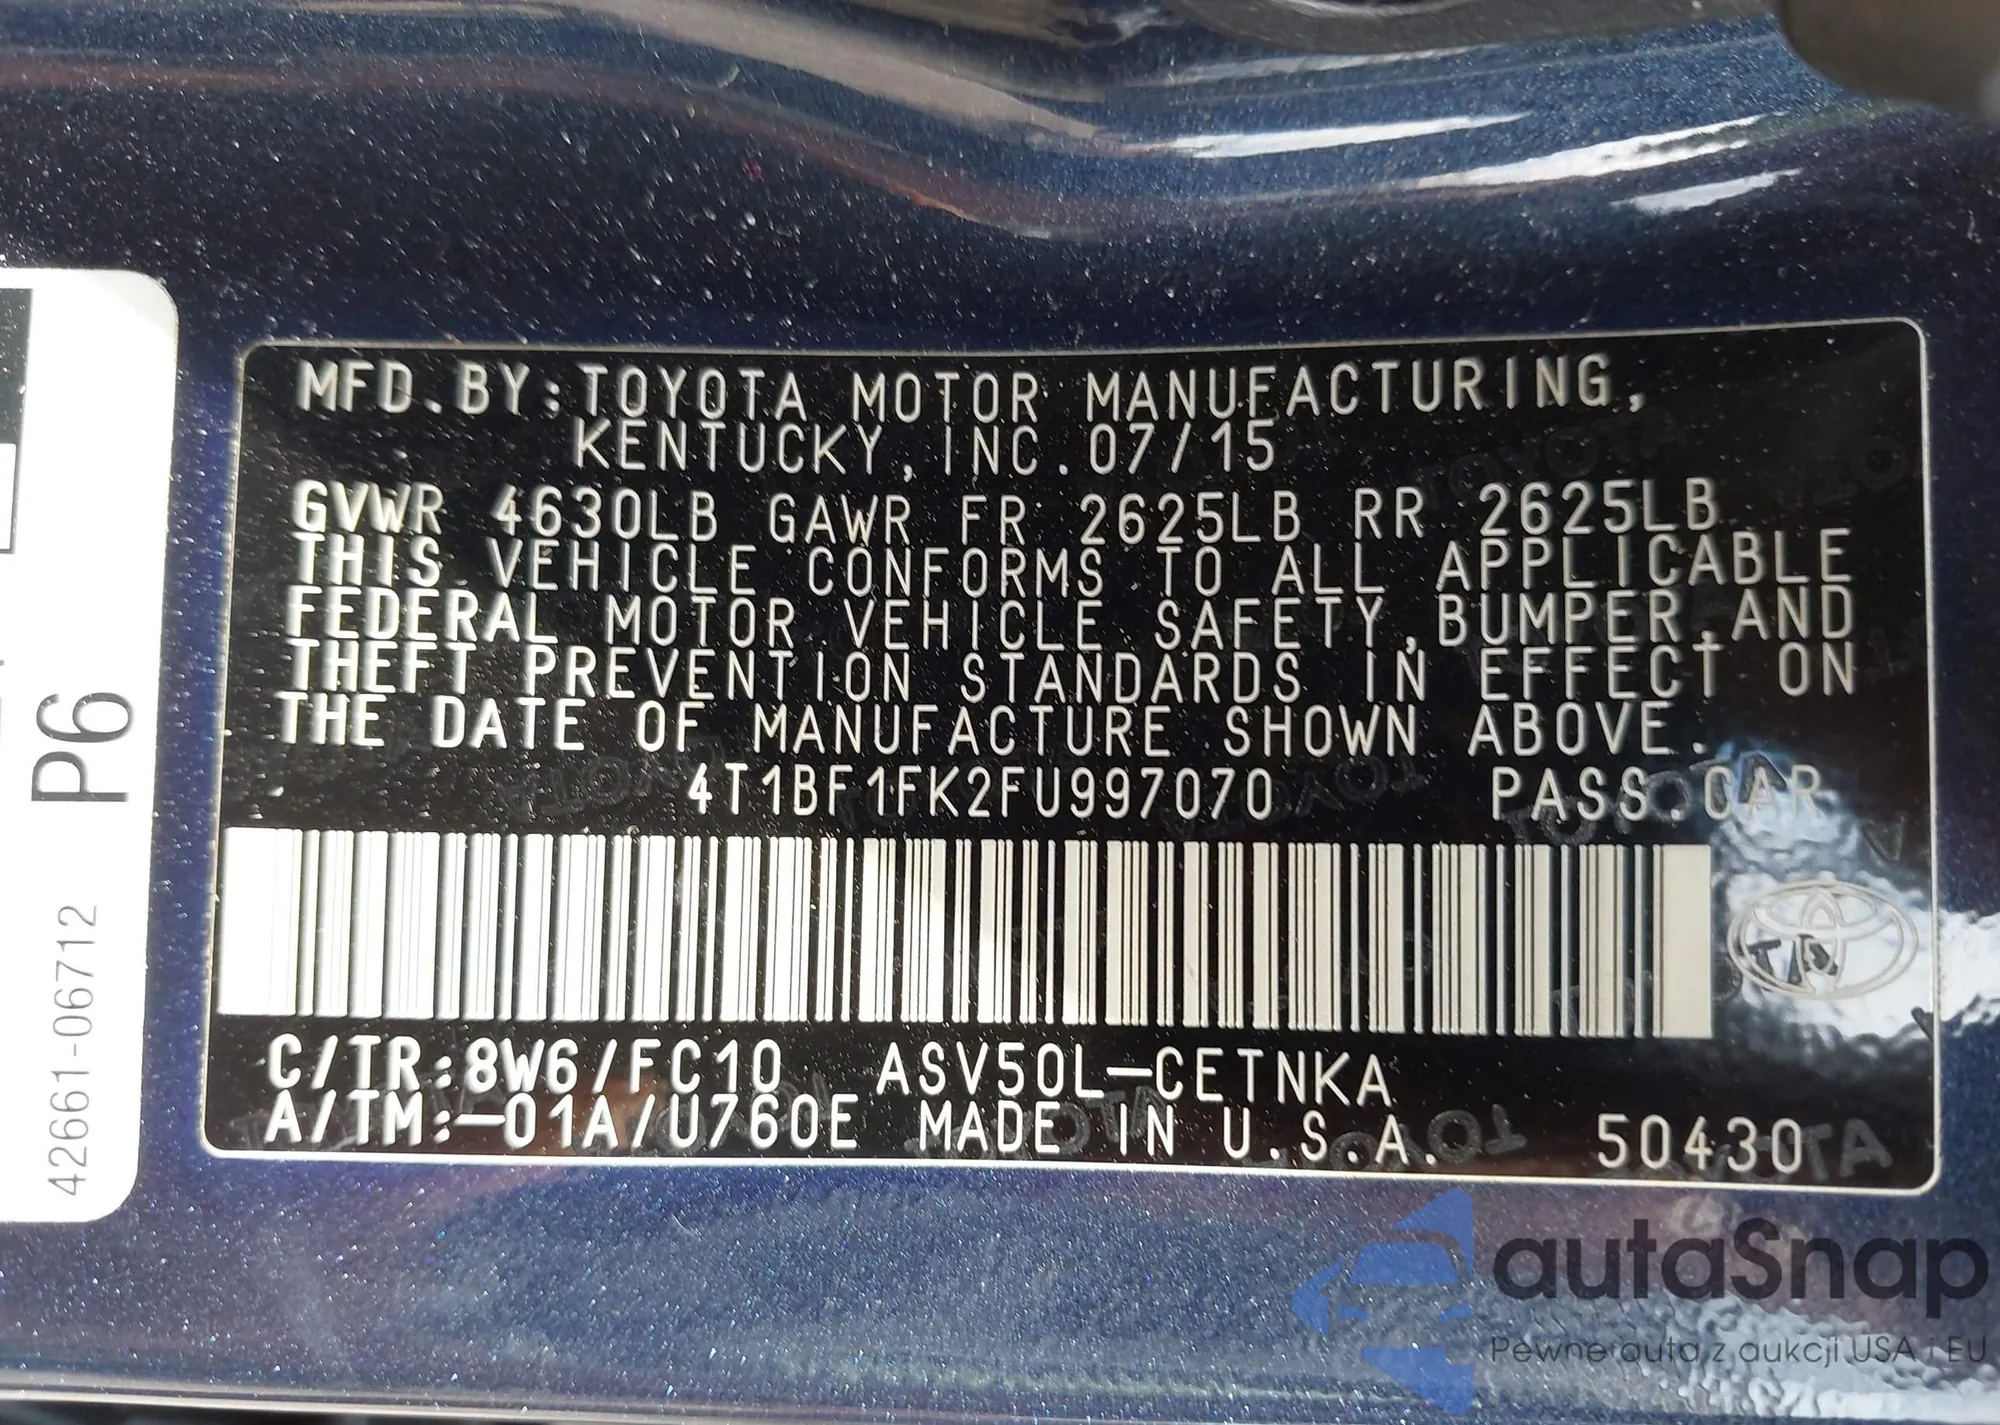 MFD.BY:TOYOTA MOTOR MANUFACTURING,
KENTUCKY,INC.07/15
GVWR 4630LB GAWR FR 2625LB RR 2625LB
THIS VEHICLE CONFORMS TO ALL APPLICABLE
FEDERAL MOTOR VEHICLE SAFETY,BUMPER,AND
THEFT PREVENTION STANDARDS IN EFFECT ON
THE DATE OF MANUFACTURE SHOWN ABOVE.
4T1BF1FK2FU997070 PASS.CAR
C/TR:8W6/FC10 ASV50L-CETNKA
A/TM:-01A/U760E MADE IN U.S.A. 50430
P6
42661-06712
autaSnap
Pewne auta z aukcji USA i EU